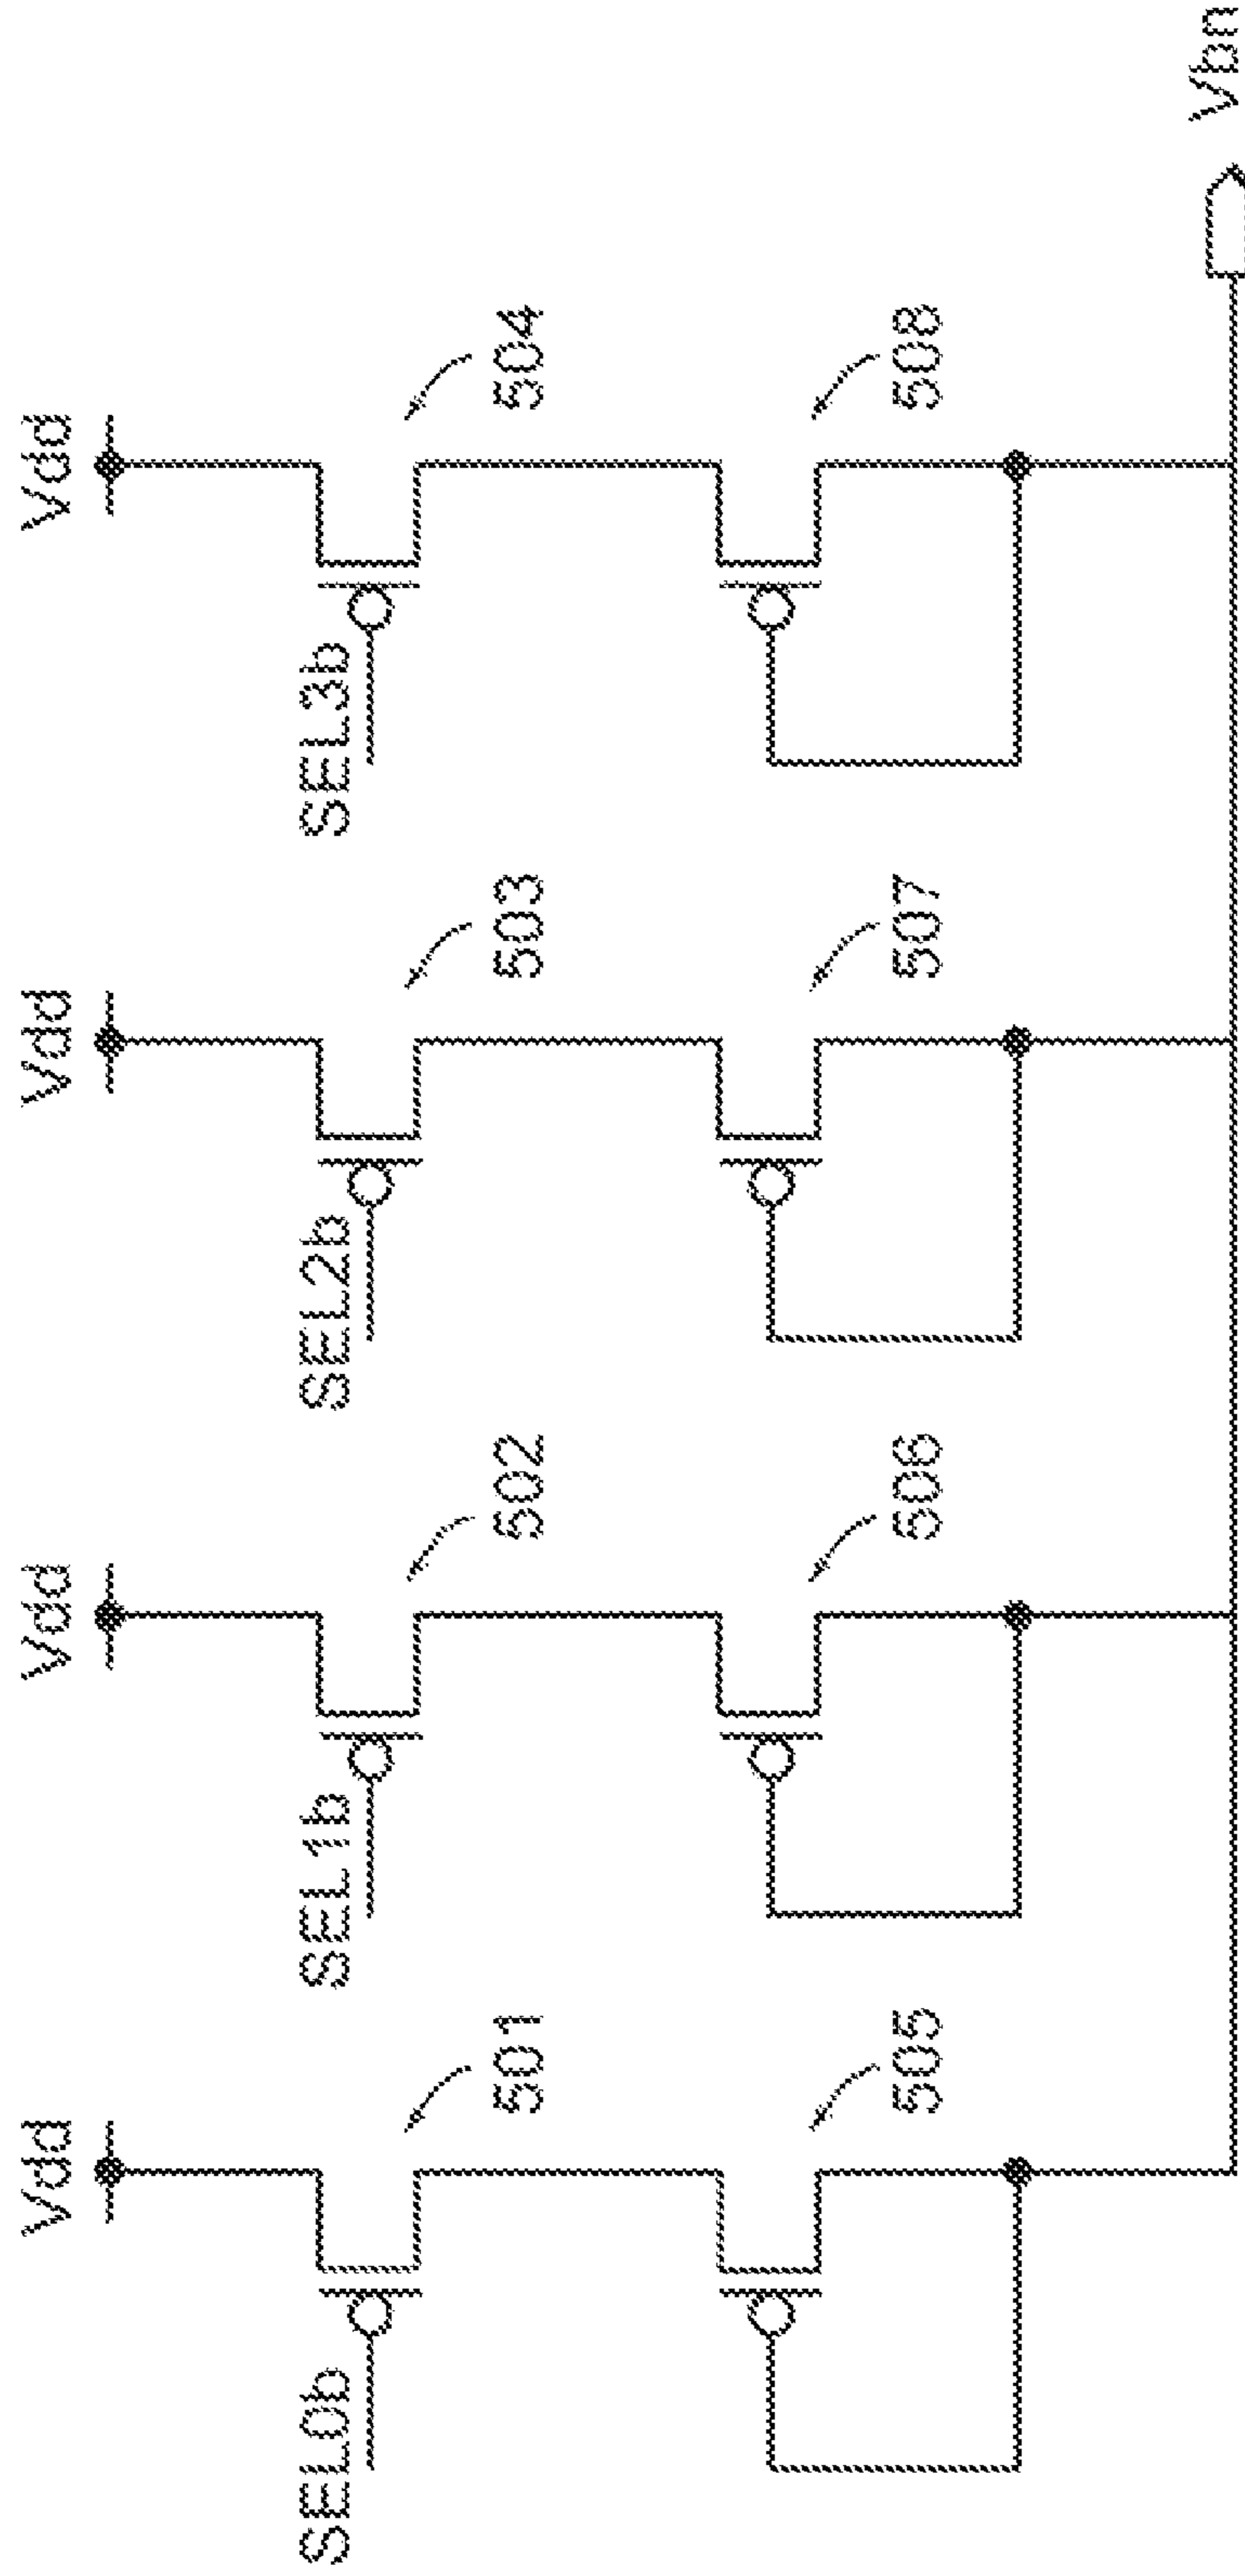 Vdd Vdd Vdd Vdd
SEL0b SEL1b SEL2b SEL3b
501 502 503 504
505 506 507 508
Vbn